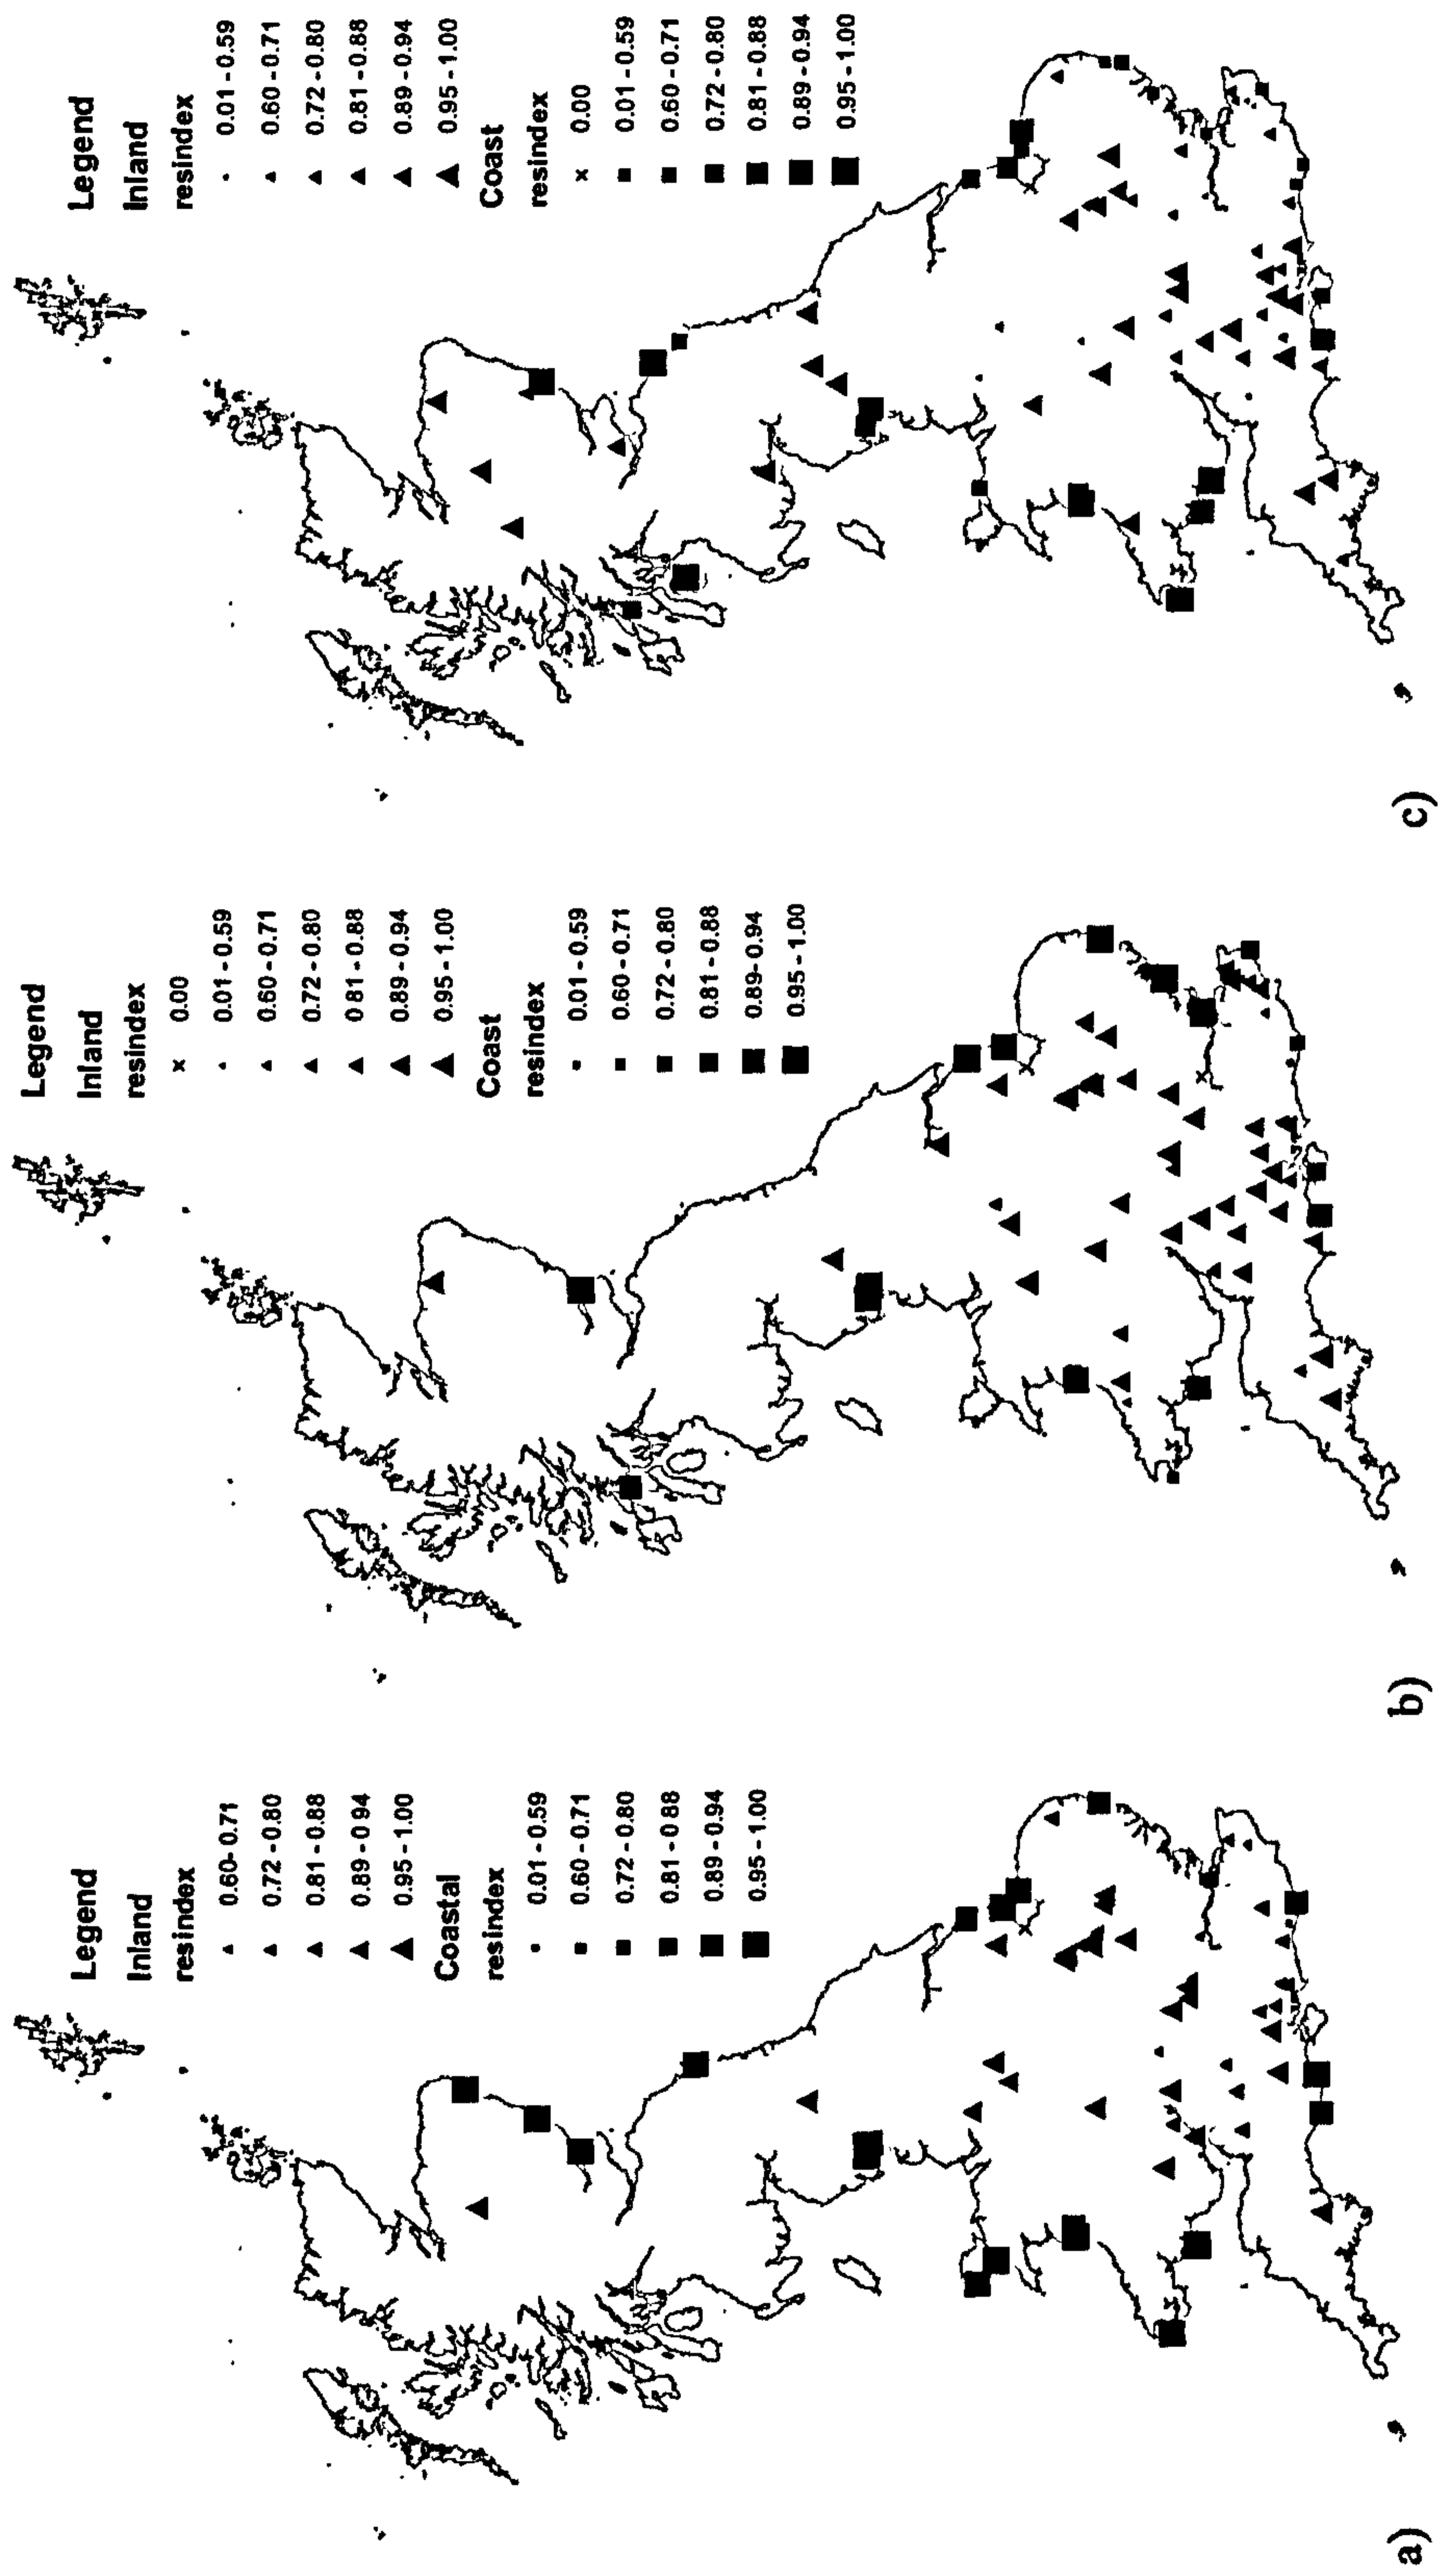 Legend
Inland
resindex
0.60- 0.71
0.72 - 0.80
0.81 - 0.88
0.89 - 0.94
0.95 - 1.00
Coastal
resindex
0.01 - 0.59
0.60 - 0.71
0.72 - 0.80
0.81 - 0 88
0.89 - 0.94
0.95 - 1.00
a)
Legend
Inland
resindex
0.00
0.01 - 0.59
0.60 - 0.71
0.72 - 0.80
0.81 - 0.88
0.89 - 0.94
0.95 - 1.00
Coast
resindex
0.01 - 0.59
0.60 - 0.71
0.72 - 0.80
0.81 - 0.88
0.89- 0.94
0.95 - 1.00
b)
Legend
Inland
resindex
0.01 - 0.59
0.60 - 0.71
0.72 - 0.80
0.81 - 0.88
0.89 - 0.94
0.95 - 1.00
Coast
resindex
0.00
0.01 - 0.59
0.60 - 0.71
0.72 - 0.80
0.81 - 0.88
0.89 - 0.94
0.95 - 1.00
c)